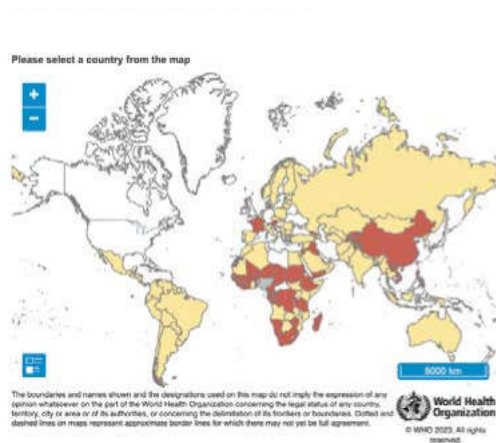 Please select a country from the map
+
−
5000 km
The boundaries and names shown and the designations used on this map do not imply the expression of any
opinion whatsoever on the part of the World Health Organization concerning the legal status of any country,
territory, city or area or of its authorities, or concerning the delimitation of its frontiers or boundaries. Dotted and
dashed lines on maps represent approximate border lines for which there may not yet be full agreement.
World Health
Organization
© WHO 2023. All rights
reserved.